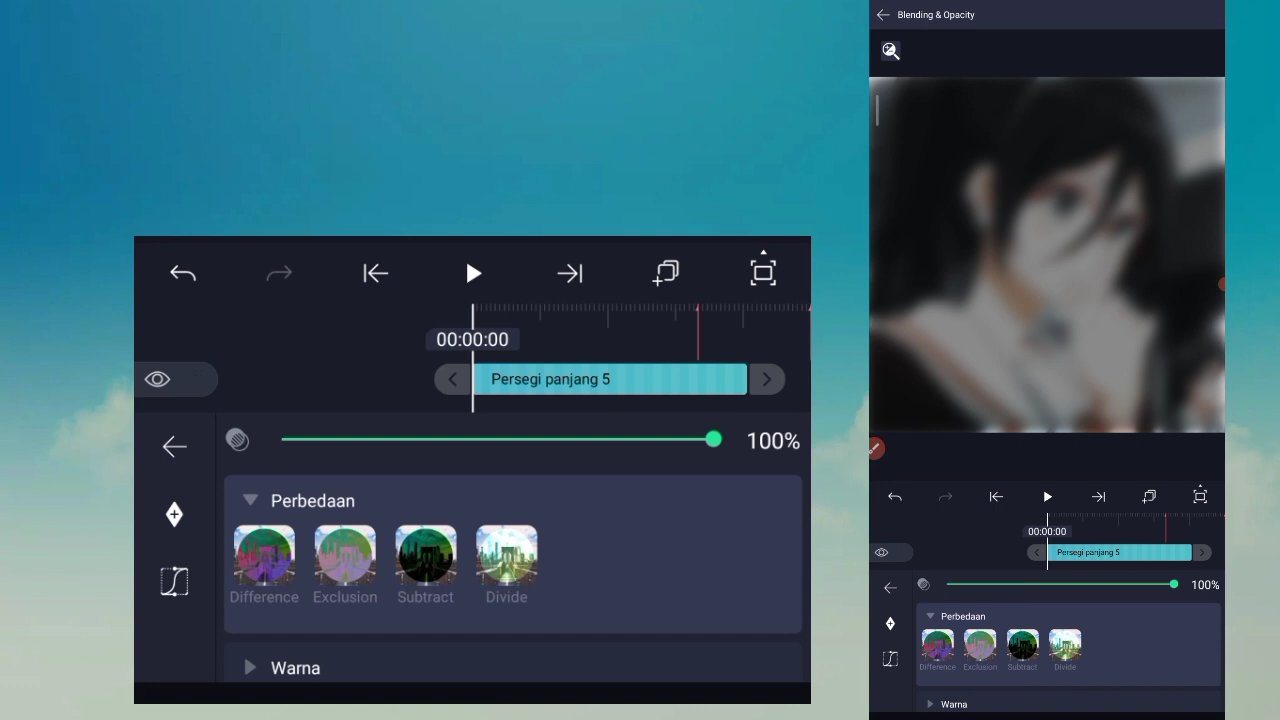 Blending & Opacity
00:00:00
Persegi panjang 5
100%
Perbedaan
Difference Exclusion Subtract Divide
Warna
00:00:00
Persegi panjang 5
100%
Perbedaan
Difference Exclusion Subtract Divide
Warna